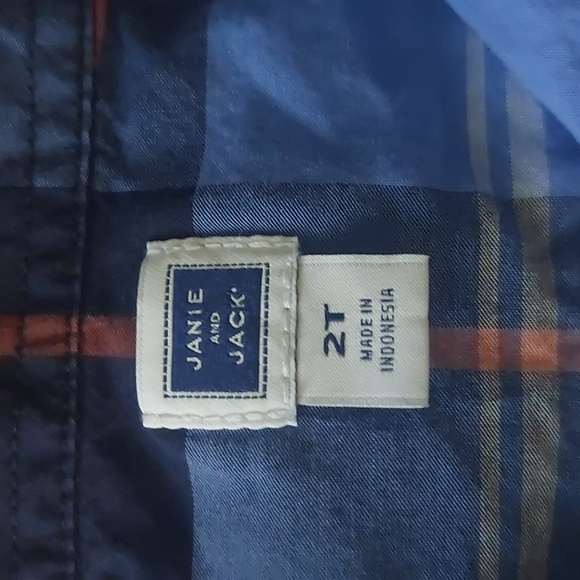 JANIE
AND
JACK®
2T
MADE IN
INDONESIA